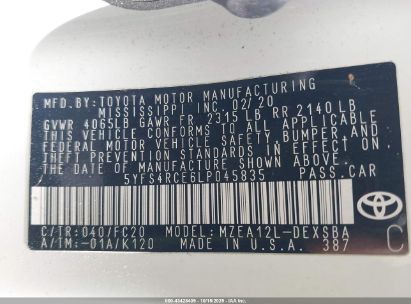 MFD. BY: TOYOTA MOTOR MANUFACTURING
MISSISSIPPI, INC. 02/20
GVWR 4065LB GAWR FR 2315 LB RR 2140 LB
THIS VEHICLE CONFORMS TO ALL APPLICABLE
FEDERAL MOTOR VEHICLE SAFETY, BUMPER, AND
THEFT PREVENTION STANDARDS IN EFFECT ON
THE DATE OF MANUFACTURE SHOWN ABOVE.
5YFS4RCE6LP045835 PASS.CAR
C/TR:040/FC20 MODEL: MZEA12L-DEXSBA
A/TM:-01A/K120 MADE IN U.S.A. 387
TOYOTA
C